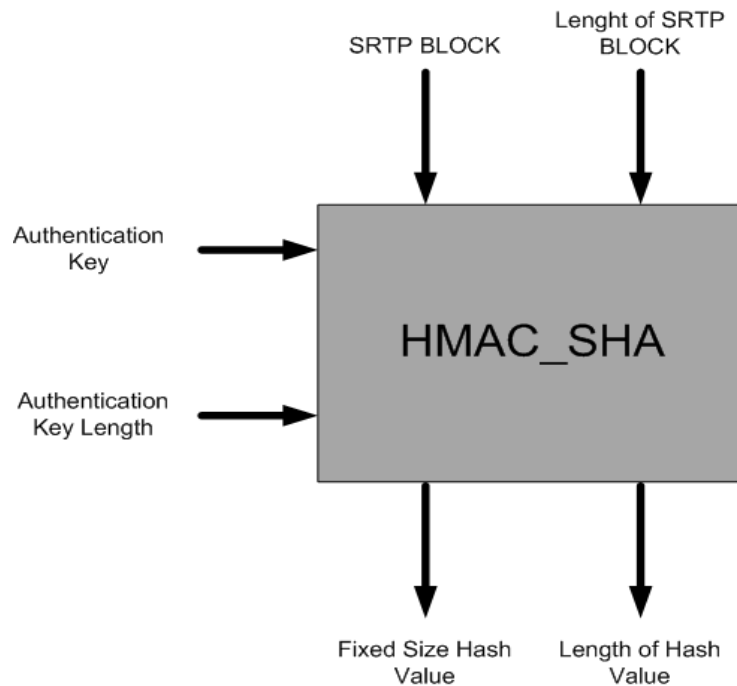 SRTP BLOCK
Lenght of SRTP
BLOCK
Authentication
Key
HMAC_SHA
Authentication
Key Length
Fixed Size Hash
Value
Length of Hash
Value